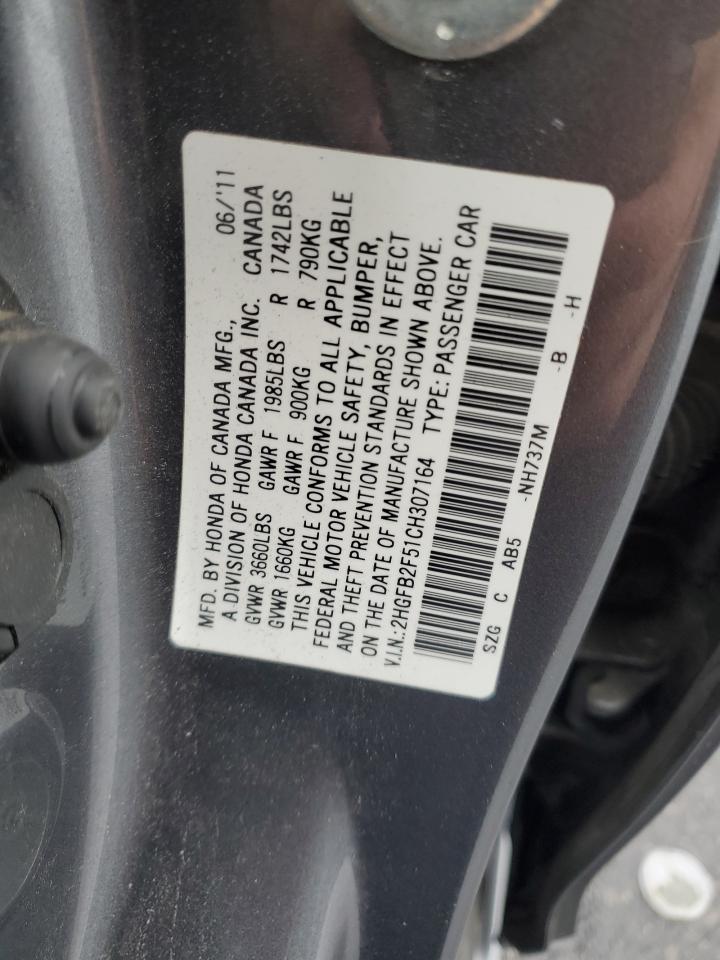 MFD. BY HONDA OF CANADA MFG., 06/'11
A DIVISION OF HONDA CANADA INC. CANADA
GVWR 3660LBS GAWR F 1985LBS R 1742LBS
GVWR 1660KG GAWR F 900KG R 790KG
THIS VEHICLE CONFORMS TO ALL APPLICABLE
FEDERAL MOTOR VEHICLE SAFETY, BUMPER,
AND THEFT PREVENTION STANDARDS IN EFFECT
ON THE DATE OF MANUFACTURE SHOWN ABOVE.
V.I.N.: 2HGFB2F51CH307164 TYPE: PASSENGER CAR
SZG C AB5 -NH737M -B -H